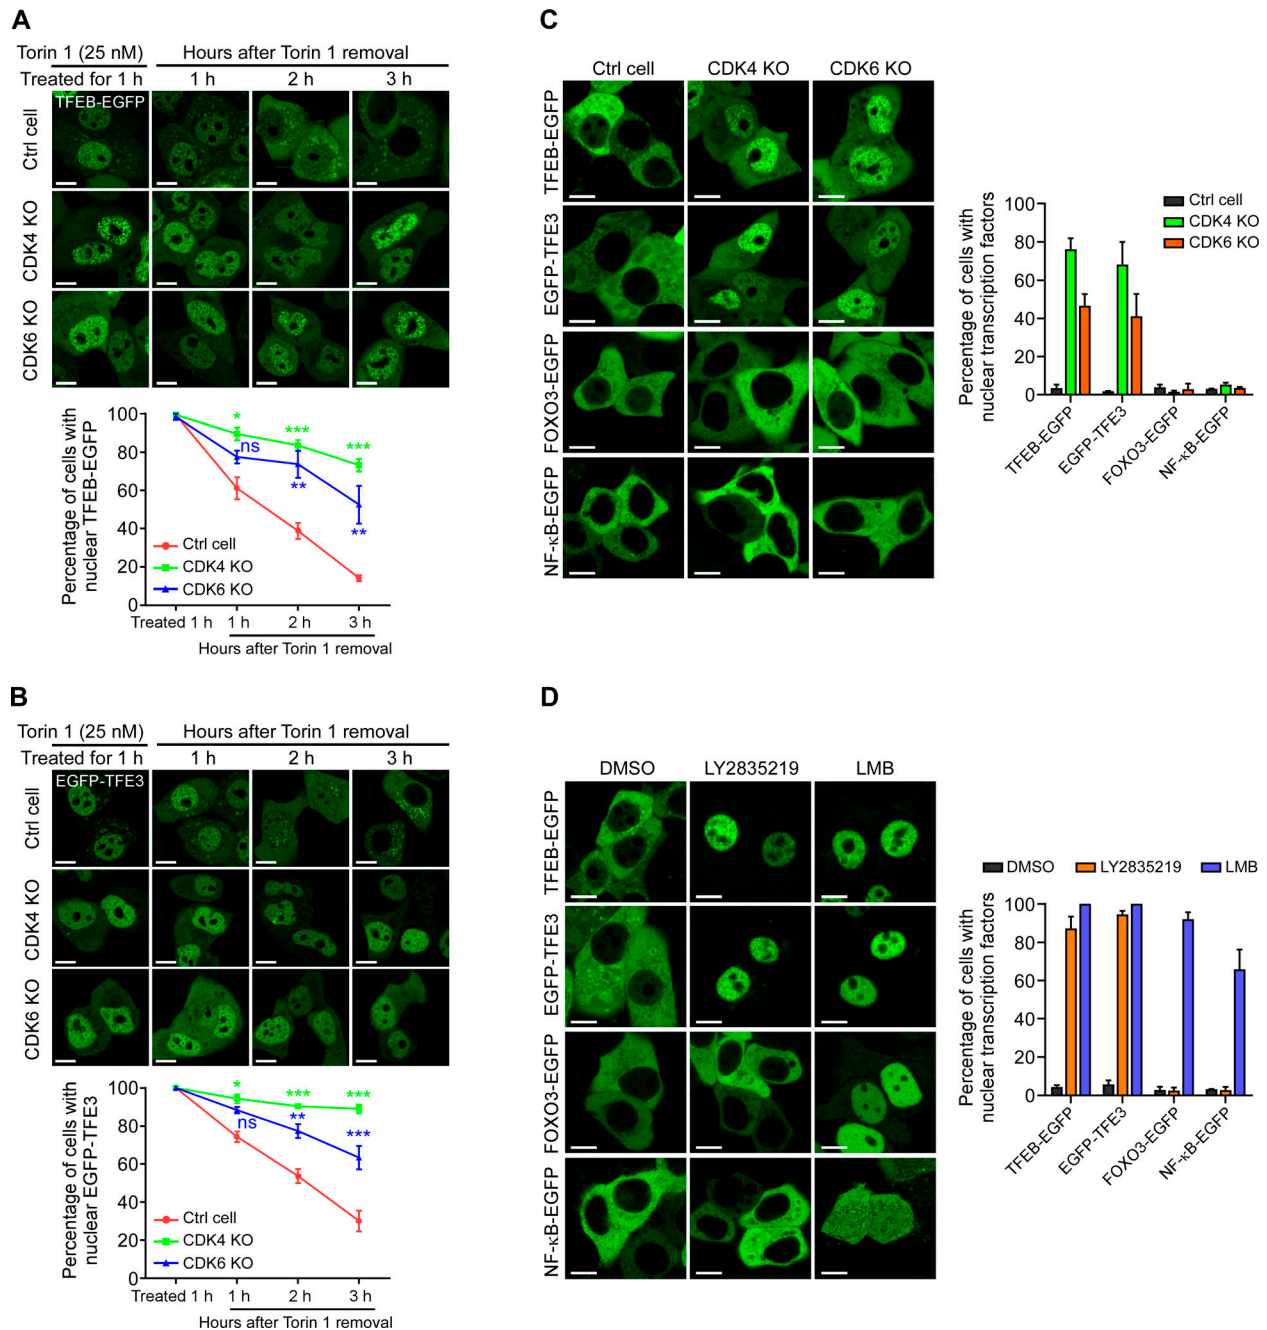 A
Torin 1 (25 nM)
Hours after Torin 1 removal
Treated for 1 h
1 h
2 h
3 h
TFEB-EGFP
Ctrl cell
CDK4 KO
CDK6 KO
Percentage of cells with
nuclear TFEB-EGFP
100
80
60
40
20
0
*
***
***
ns
**
**
Ctrl cell
CDK4 KO
CDK6 KO
Treated 1 h
1 h
2 h
3 h
Hours after Torin 1 removal
B
Torin 1 (25 nM)
Hours after Torin 1 removal
Treated for 1 h
1 h
2 h
3 h
EGFP-TFE3
Ctrl cell
CDK4 KO
CDK6 KO
Percentage of cells with
nuclear EGFP-TFE3
100
80
60
40
20
0
*
***
***
ns
**
***
Ctrl cell
CDK4 KO
CDK6 KO
Treated 1 h
1 h
2 h
3 h
Hours after Torin 1 removal
C
Ctrl cell
CDK4 KO
CDK6 KO
TFEB-EGFP
EGFP-TFE3
FOXO3-EGFP
NF-κB-EGFP
Percentage of cells with
nuclear transcription factors
100
80
60
40
20
0
Ctrl cell
CDK4 KO
CDK6 KO
TFEB-EGFP
EGFP-TFE3
FOXO3-EGFP
NF-κB-EGFP
D
DMSO
LY2835219
LMB
TFEB-EGFP
EGFP-TFE3
FOXO3-EGFP
NF-κB-EGFP
DMSO
LY2835219
LMB
Percentage of cells with
nuclear transcription factors
100
80
60
40
20
0
TFEB-EGFP
EGFP-TFE3
FOXO3-EGFP
NF-κB-EGFP